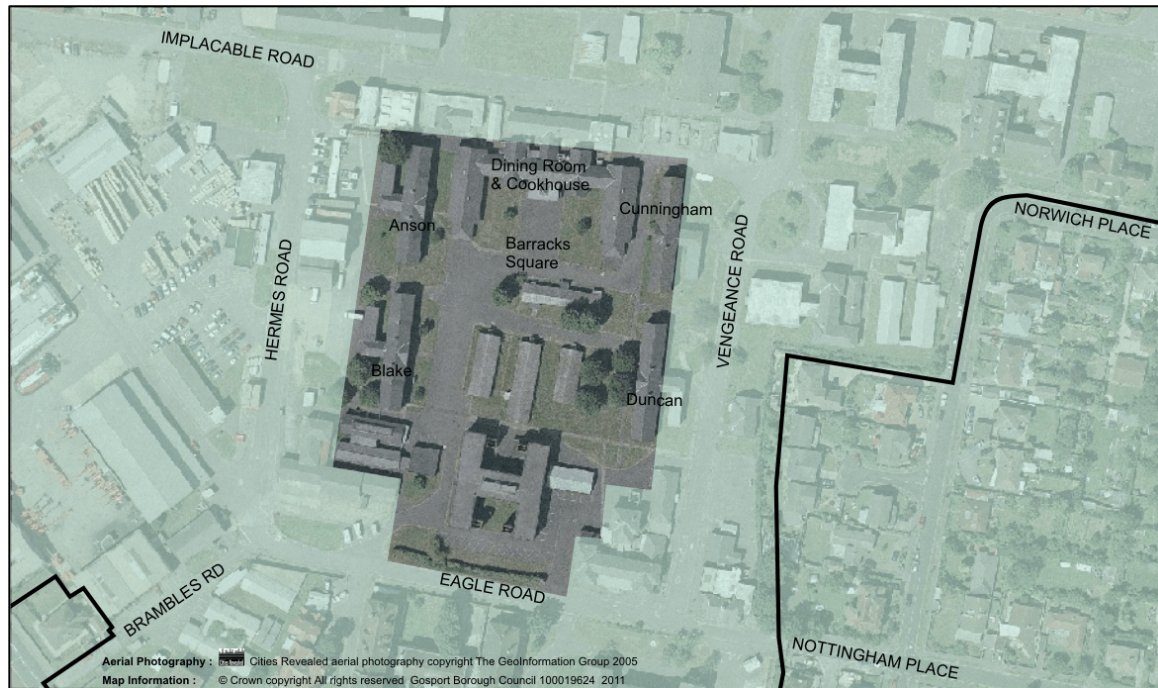 IMPLACABLE ROAD
Dining Room
& Cookhouse
Cunningham
Anson
NORWICH PLACE
Barracks
Square
HERMES ROAD
VENGEANCE ROAD
Blake
Duncan
EAGLE ROAD
BRAMBLES RD
NOTTINGHAM PLACE
Aerial Photography : Cities Revealed aerial photography copyright The GeoInformation Group 2005
Map Information : © Crown copyright All rights reserved Gosport Borough Council 100019624 2011